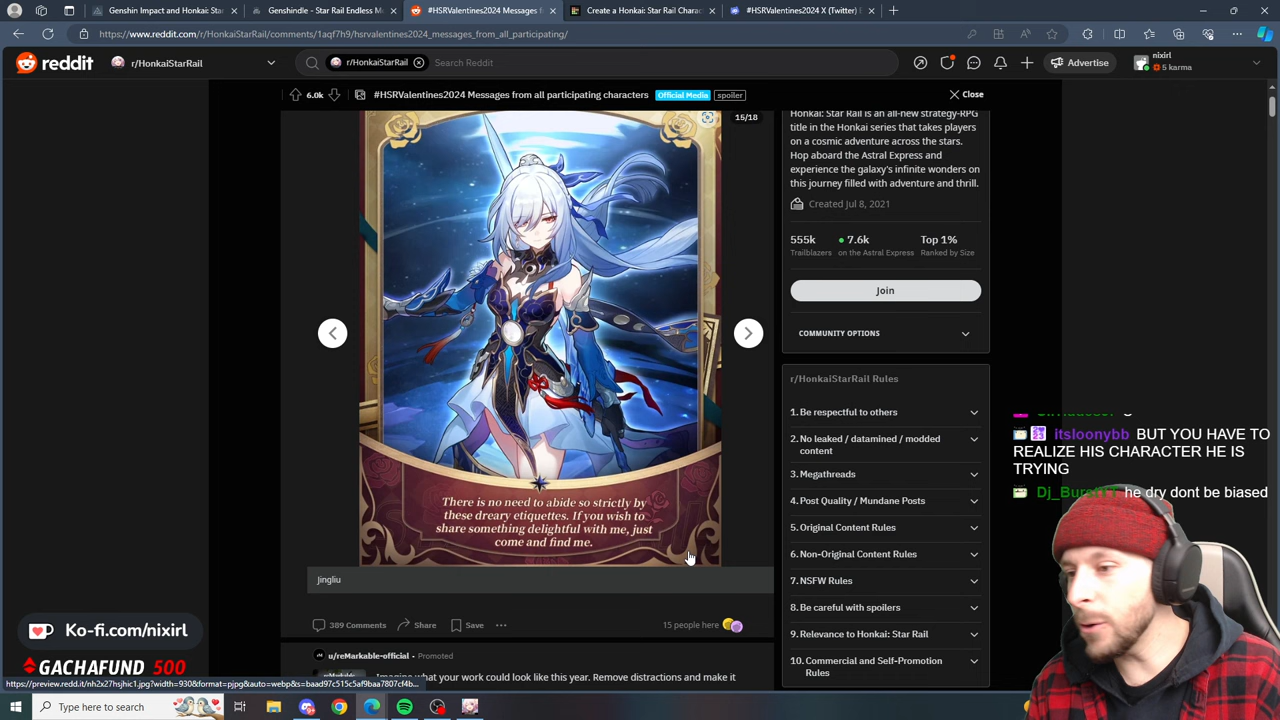 Genshin Impact and Honkai: St
Genshindle - Star Rail Endless M
#HSRValentines2024 Messages f
Create a Honkai: Star Rail Chara
#HSRValentines2024 X (Twitter) I
https://www.reddit.com/r/HonkaiStarRail/comments/1aqf7h9/hsrvalentines2024_messages_from_all_participating/
reddit
r/HonkaiStarRail
r/HonkaiStarRail
Search Reddit
Advertise
nixirl
5 karma
6.0k
#HSRValentines2024 Messages from all participating characters
Official Media
spoiler
Close
15/18
Honkai: Star Rail is an all-new strategy-RPG
title in the Honkai series that takes players
on a cosmic adventure across the stars.
Hop aboard the Astral Express and
experience the galaxy's infinite wonders on
this journey filled with adventure and thrill.
Created Jul 8, 2021
555k
7.6k
Top 1%
Trailblazers
on the Astral Express
Ranked by Size
Join
COMMUNITY OPTIONS
r/HonkaiStarRail Rules
1. Be respectful to others
2. No leaked / datamined / modded
content
3. Megathreads
4. Post Quality / Mundane Posts
5. Original Content Rules
6. Non-Original Content Rules
7. NSFW Rules
8. Be careful with spoilers
9. Relevance to Honkai: Star Rail
10. Commercial and Self-Promotion
Rules
There is no need to abide so strictly by
these dreary etiquettes. If you wish to
share something delightful with me, just
come and find me.
Jingliu
389 Comments
Share
Save
15 people here
u/reMarkable-official • Promoted
Imagine what your work could look like this year. Remove distractions and make it
itsloonybb BUT YOU HAVE TO
REALIZE HIS CHARACTER HE IS
TRYING
he dry dont be biased
Ko-fi.com/nixirl
GACHAFUND 500
Type here to search